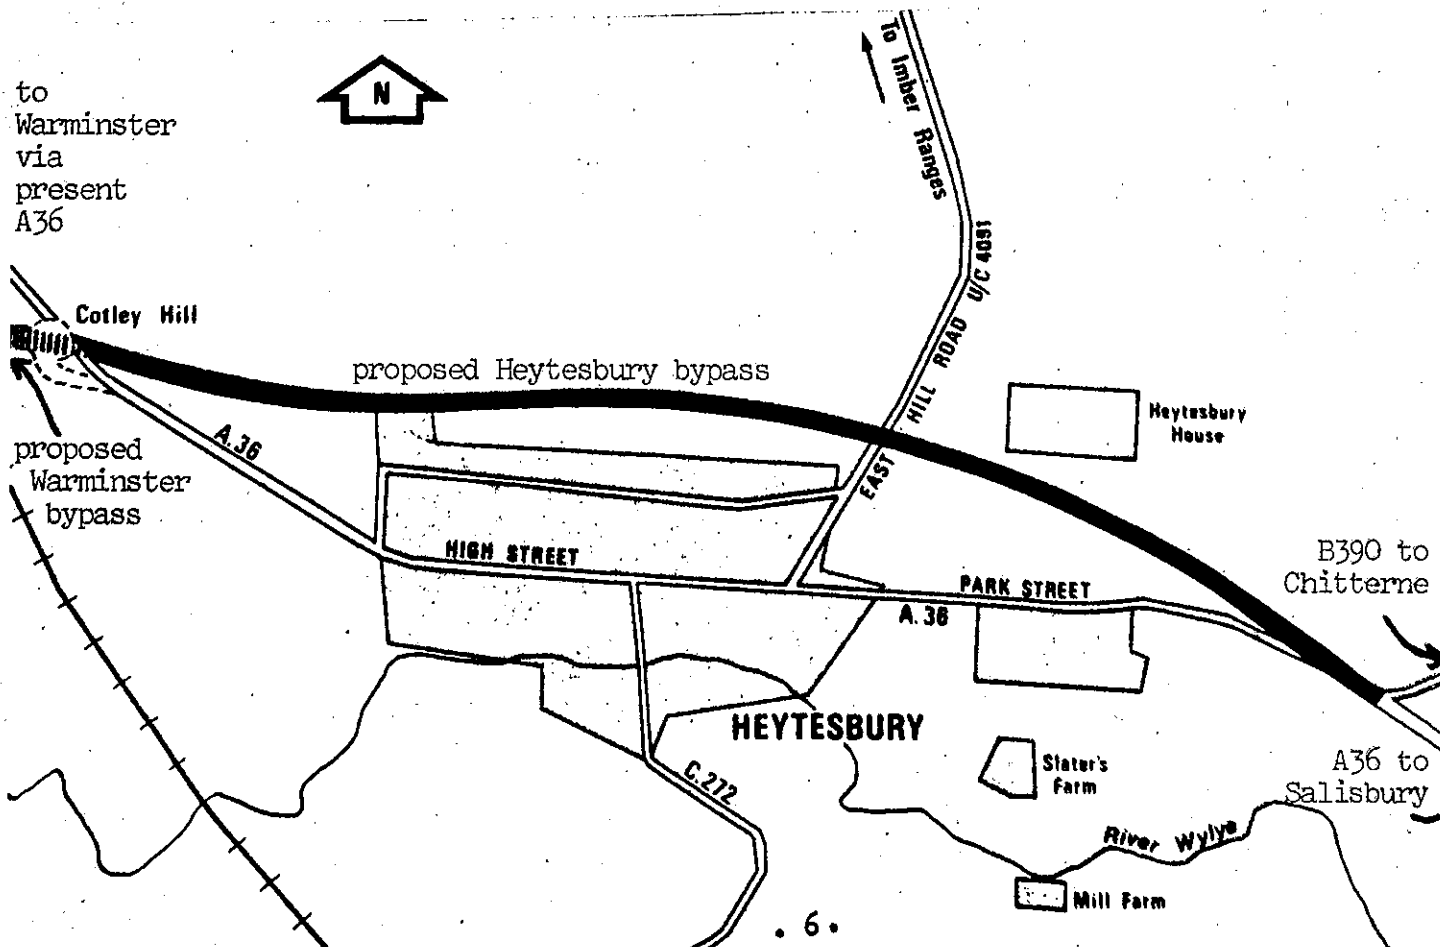 to
Warminster
via
present
A36
N
To Imber Ranges
Cotley Hill
proposed Heytesbury bypass
EAST HILL ROAD U/C 4091
Heytesbury
House
A.36
proposed
Warminster
bypass
HIGH STREET
PARK STREET
A.36
B390 to
Chitterne
HEYTESBURY
Slater's
Farm
A36 to
Salisbury
C.272
River Wylye
Mill Farm
. 6.